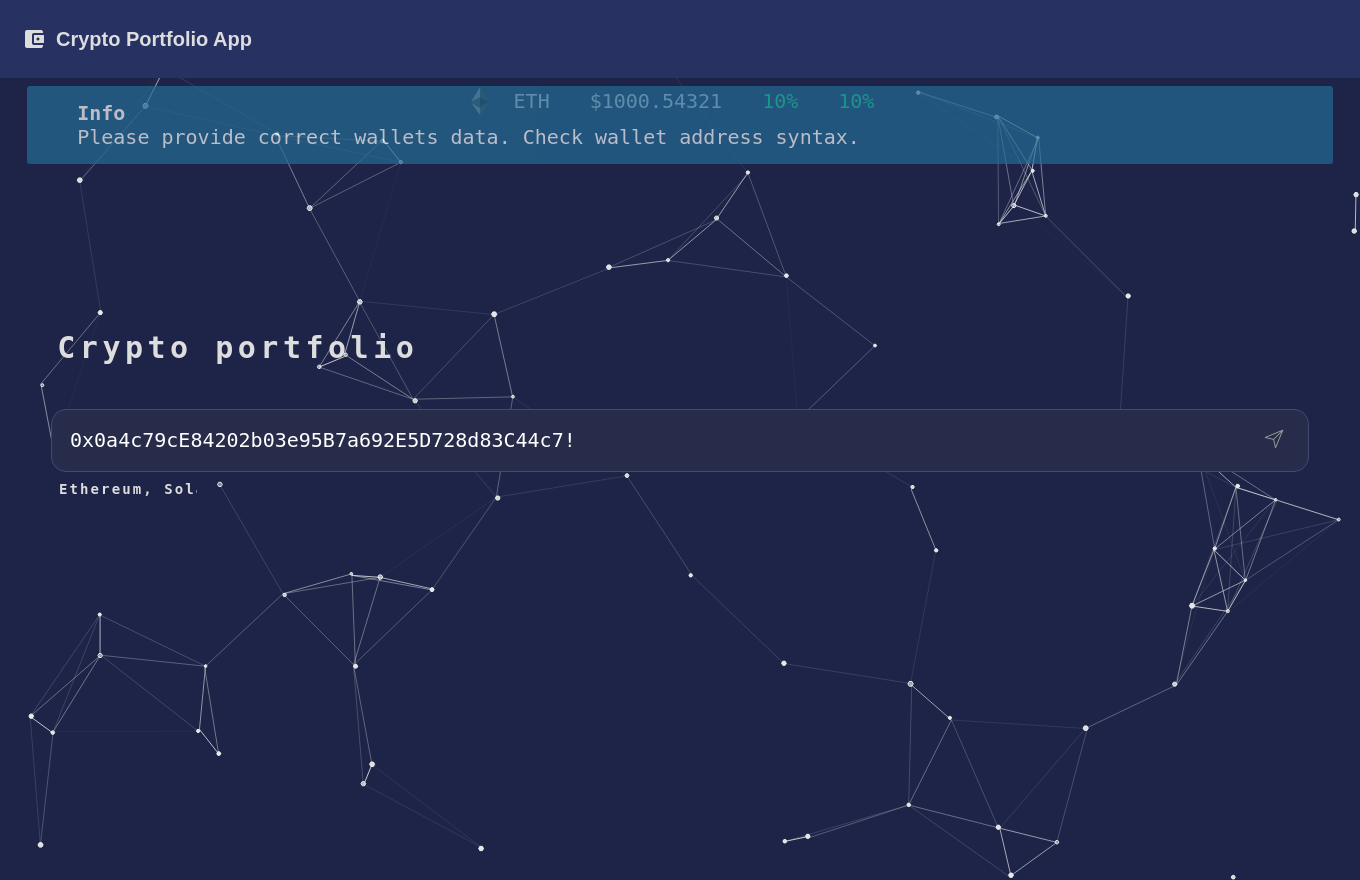 Crypto Portfolio App
ETH $1000.54321 10% 10%
Info
Please provide correct wallets data. Check wallet address syntax.
Crypto portfolio
0x0a4c79cE84202b03e95B7a692E5D728d83C44c7!
Ethereum, Sol